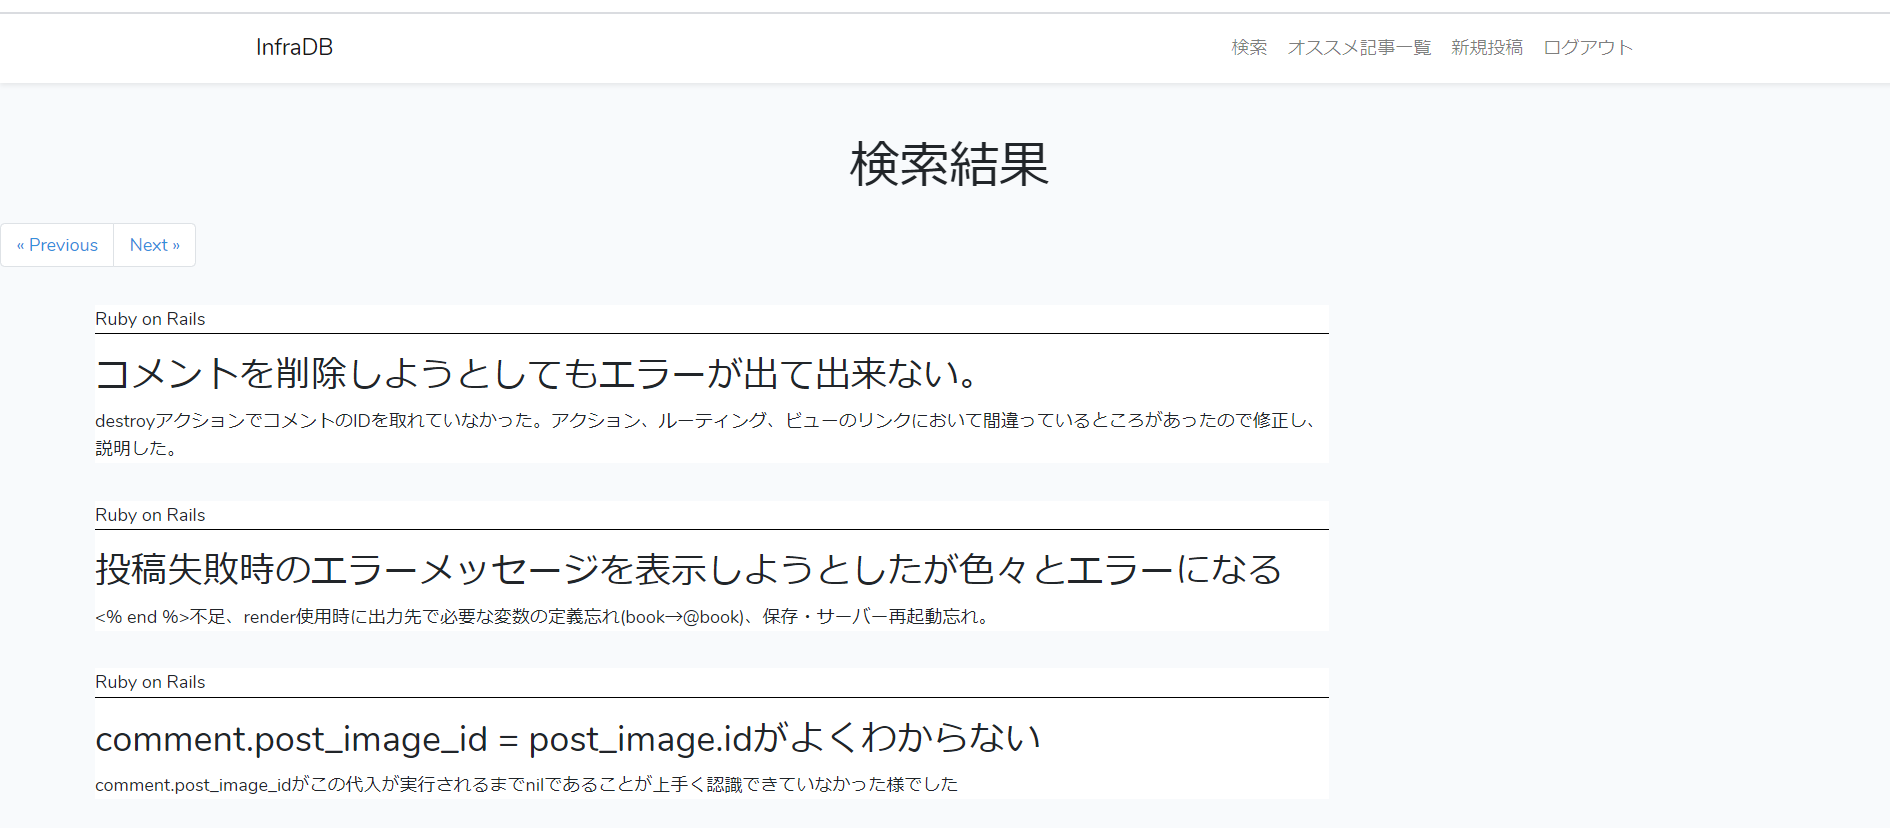 InfraDB
検索 オススメ記事一覧 新規投稿 ログアウト
検索結果
« Previous Next »
Ruby on Rails
コメントを削除しようとしてもエラーが出て出来ない。
destroyアクションでコメントのIDを取れていなかった。アクション、ルーティング、ビューのリンクにおいて間違っているところがあったので修正し、
説明した。
Ruby on Rails
投稿失敗時のエラーメッセージを表示しようとしたが色々とエラーになる
<% end %>不足、render使用時に出力先で必要な変数の定義忘れ(book→@book)、保存・サーバー再起動忘れ。
Ruby on Rails
comment.post_image_id = post_image.idがよくわからない
comment.post_image_idがこの代入が実行されるまでnilであることが上手く認識できていなかった様でした